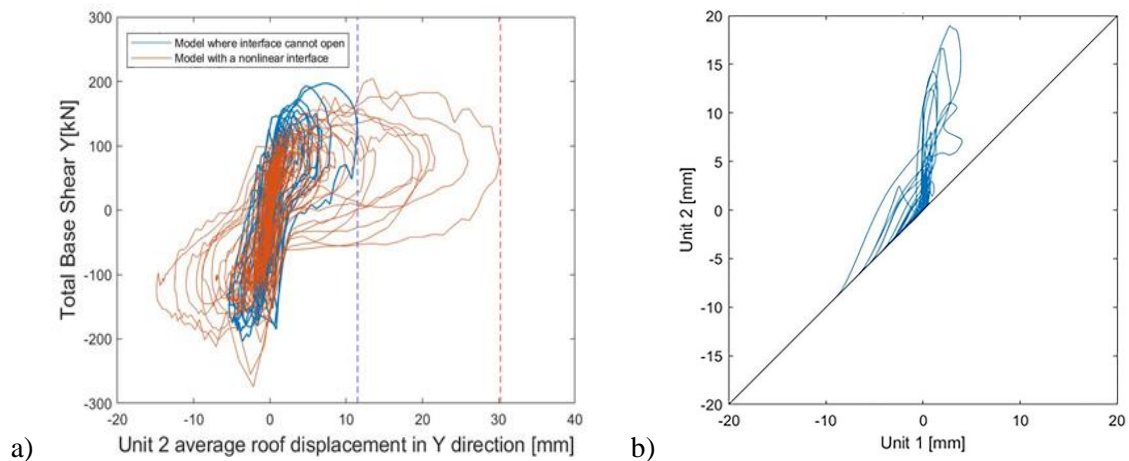 300
200
100
0
-100
-200
-300
Total Base Shear Y[kN]
Model where interface cannot open
Model with a nonlinear interface
-20 -10 0 10 20 30 40
Unit 2 average roof displacement in Y direction [mm]
a)
20
15
10
5
0
-5
-10
-15
-20
Unit 2 [mm]
-20 -10 0 10 20
Unit 1 [mm]
b)